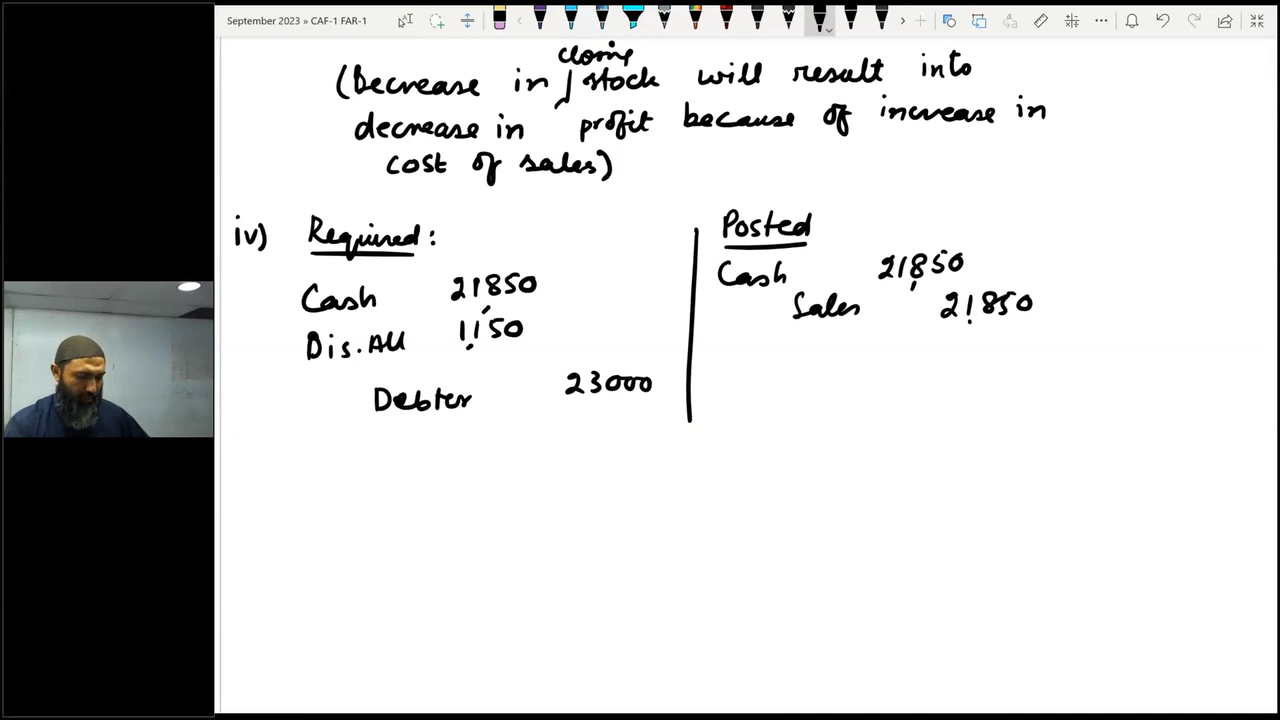 September 2023 » CAF-1 FAR-1
closing
(Decrease in stock will result into
decrease in profit because of increase in
cost of sales)
iv) Required:
Cash 21850
Dis. All 1150
Debtor 23000
Posted
Cash 21850
Sales 21850